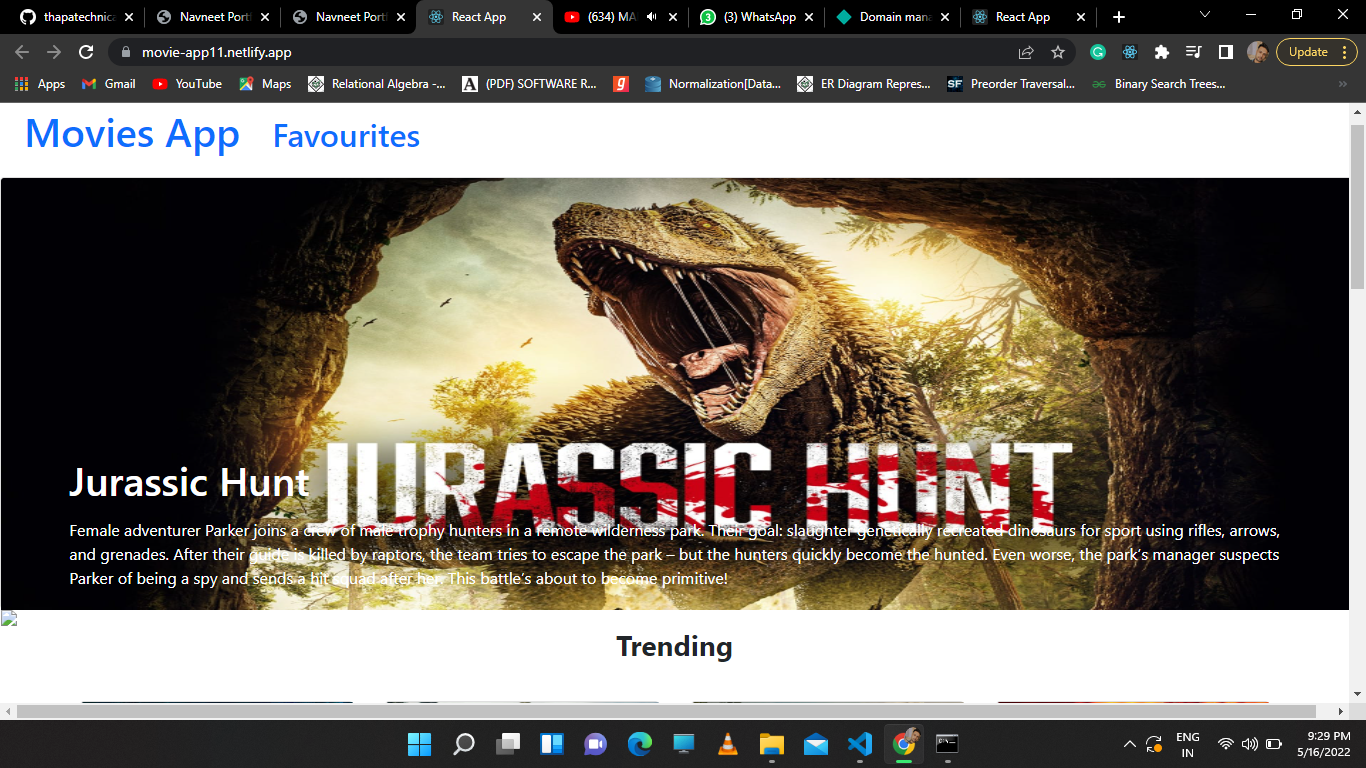 thapatechnica
Navneet Portf
Navneet Portf
React App
(634) MA
3
(3) WhatsApp
Domain mana
React App
movie-app11.netlify.app
Update
Apps
Gmail
YouTube
Maps
Relational Algebra -...
A
(PDF) SOFTWARE R...
g
Normalization[Data...
ER Diagram Repres...
SF
Preorder Traversal...
Binary Search Trees...
»
Movies App
Favourites
JURASSIC HUNT
Jurassic Hunt
Female adventurer Parker joins a crew of male trophy hunters in a remote wilderness park. Their goal: slaughter genetically recreated dinosaurs for sport using rifles, arrows,
and grenades. After their guide is killed by raptors, the team tries to escape the park – but the hunters quickly become the hunted. Even worse, the park’s manager suspects
Parker of being a spy and sends a hit squad after her. This battle’s about to become primitive!
Trending
ENG
IN
9:29 PM
5/16/2022